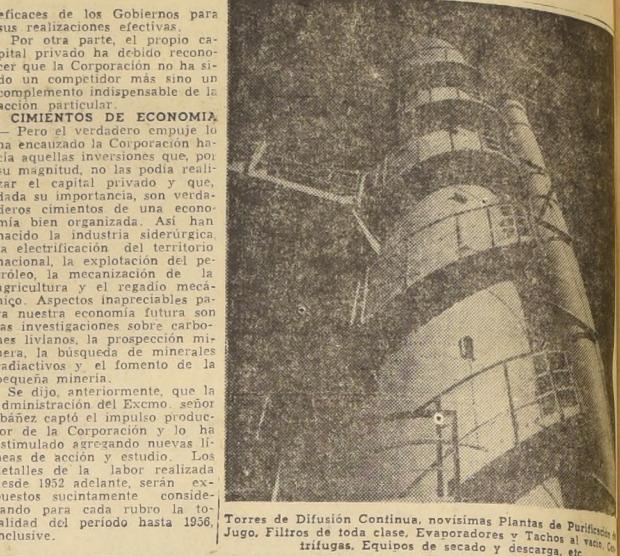 eficaces de los Gobiernos para
sus realizaciones efectivas.
Por otra parte, el propio ca-
pital privado ha debido recono-
cer que la Corporación no ha si-
do un competidor más sino un
complemento indispensable de la
acción particular.
CIMIENTOS DE ECONOMIA
— Pero el verdadero empuje lo
ha encauzado la Corporación ha-
cía aquellas inversiones que, por
su magnitud, no las podía reali-
zar el capital privado y que,
dada su importancia, son verda-
deros cimientos de una econo-
mía bien organizada. Así han
nacido la industria siderúrgica,
la electrificación del territorio
nacional, la explotación del pe-
tróleo, la mecanización de la
agricultura y el regadío mecá-
nico. Aspectos inapreciables pa-
ra nuestra economía futura son
las investigaciones sobre carbo-
nes livianos, la prospección mi-
nera, la búsqueda de minerales
radiactivos y el fomento de la
pequeña minería.
Se dijo, anteriormente, que la
administración del Excmo. señor
Ibáñez captó el impulso produc-
tor de la Corporación y lo ha
estimulado agregando nuevas lí-
neas de acción y estudio. Los
detalles de la labor realizada
desde 1952 adelante, serán ex-
puestos sucintamente conside-
rando para cada rubro la to-
talidad del período hasta 1956,
inclusive.
Torres de Difusión Continua, novísimas Plantas de Purificación de
Jugo, Filtros de toda clase, Evaporadores y Tachos al vacío,
trífugas, Equipos de secado y descarga, etc.